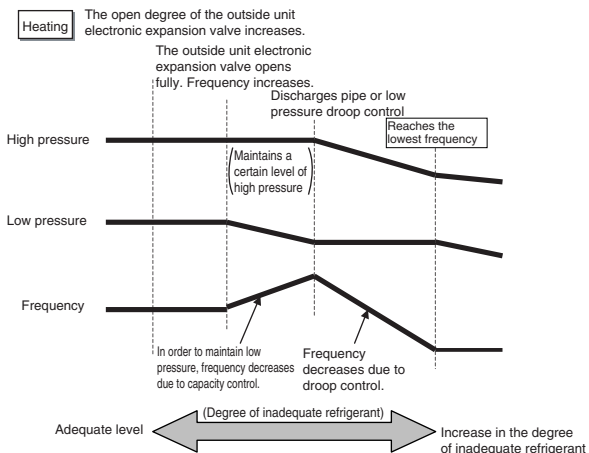 Heating
The open degree of the outside unit
electronic expansion valve increases.
The outside unit electronic
expansion valve opens
fully. Frequency increases.
Discharges pipe or low
pressure droop control
Reaches the
lowest frequency
High pressure
(Maintains a
certain level of
high pressure)
Low pressure
Frequency
In order to maintain low
pressure, frequency decreases
due to capacity control.
Frequency
decreases due to
droop control.
(Degree of inadequate refrigerant)
Adequate level
Increase in the degree
of inadequate refrigerant